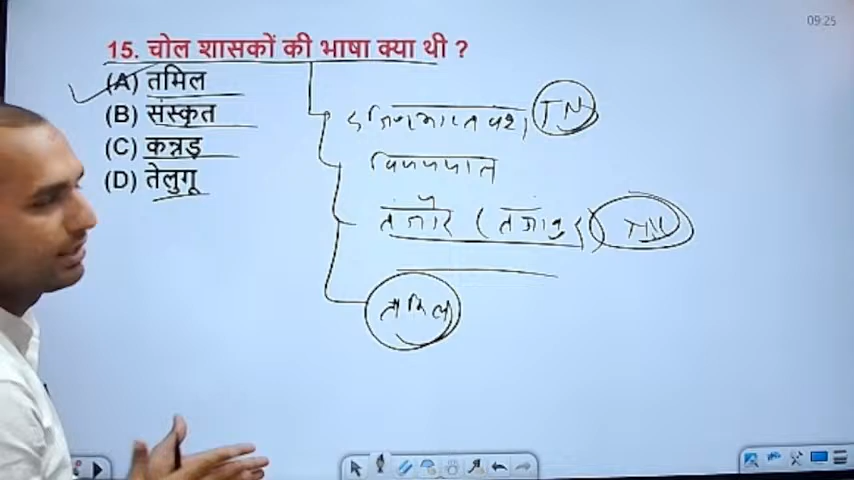 09:25
15. चोल शासकों की भाषा क्या थी ?
(A) तमिल
(B) संस्कृत
(C) कन्नड़
(D) तेलुगू
TN
तंजौर (तंजावुर) TN
तमिल